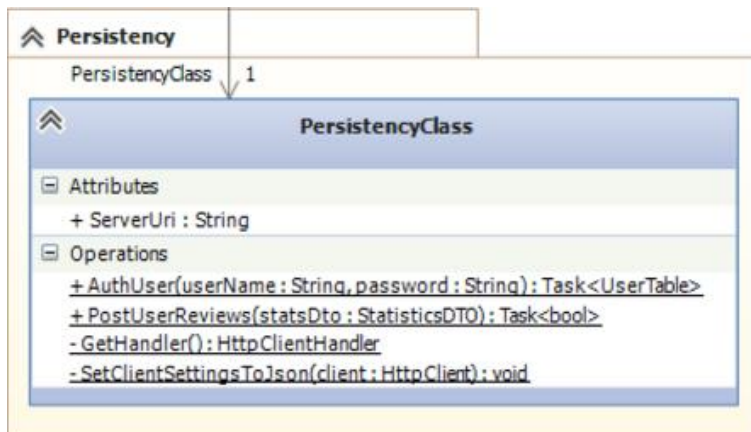 Persistency
PersistencyClass 1
PersistencyClass
Attributes
+ ServerUri : String
Operations
+ AuthUser(userName : String, password : String) : Task<UserTable>
+ PostUserReviews(statsDto : StatisticsDTO) : Task<bool>
- GetHandler() : HttpClientHandler
- SetClientSettingsToJson(client : HttpClient) : void